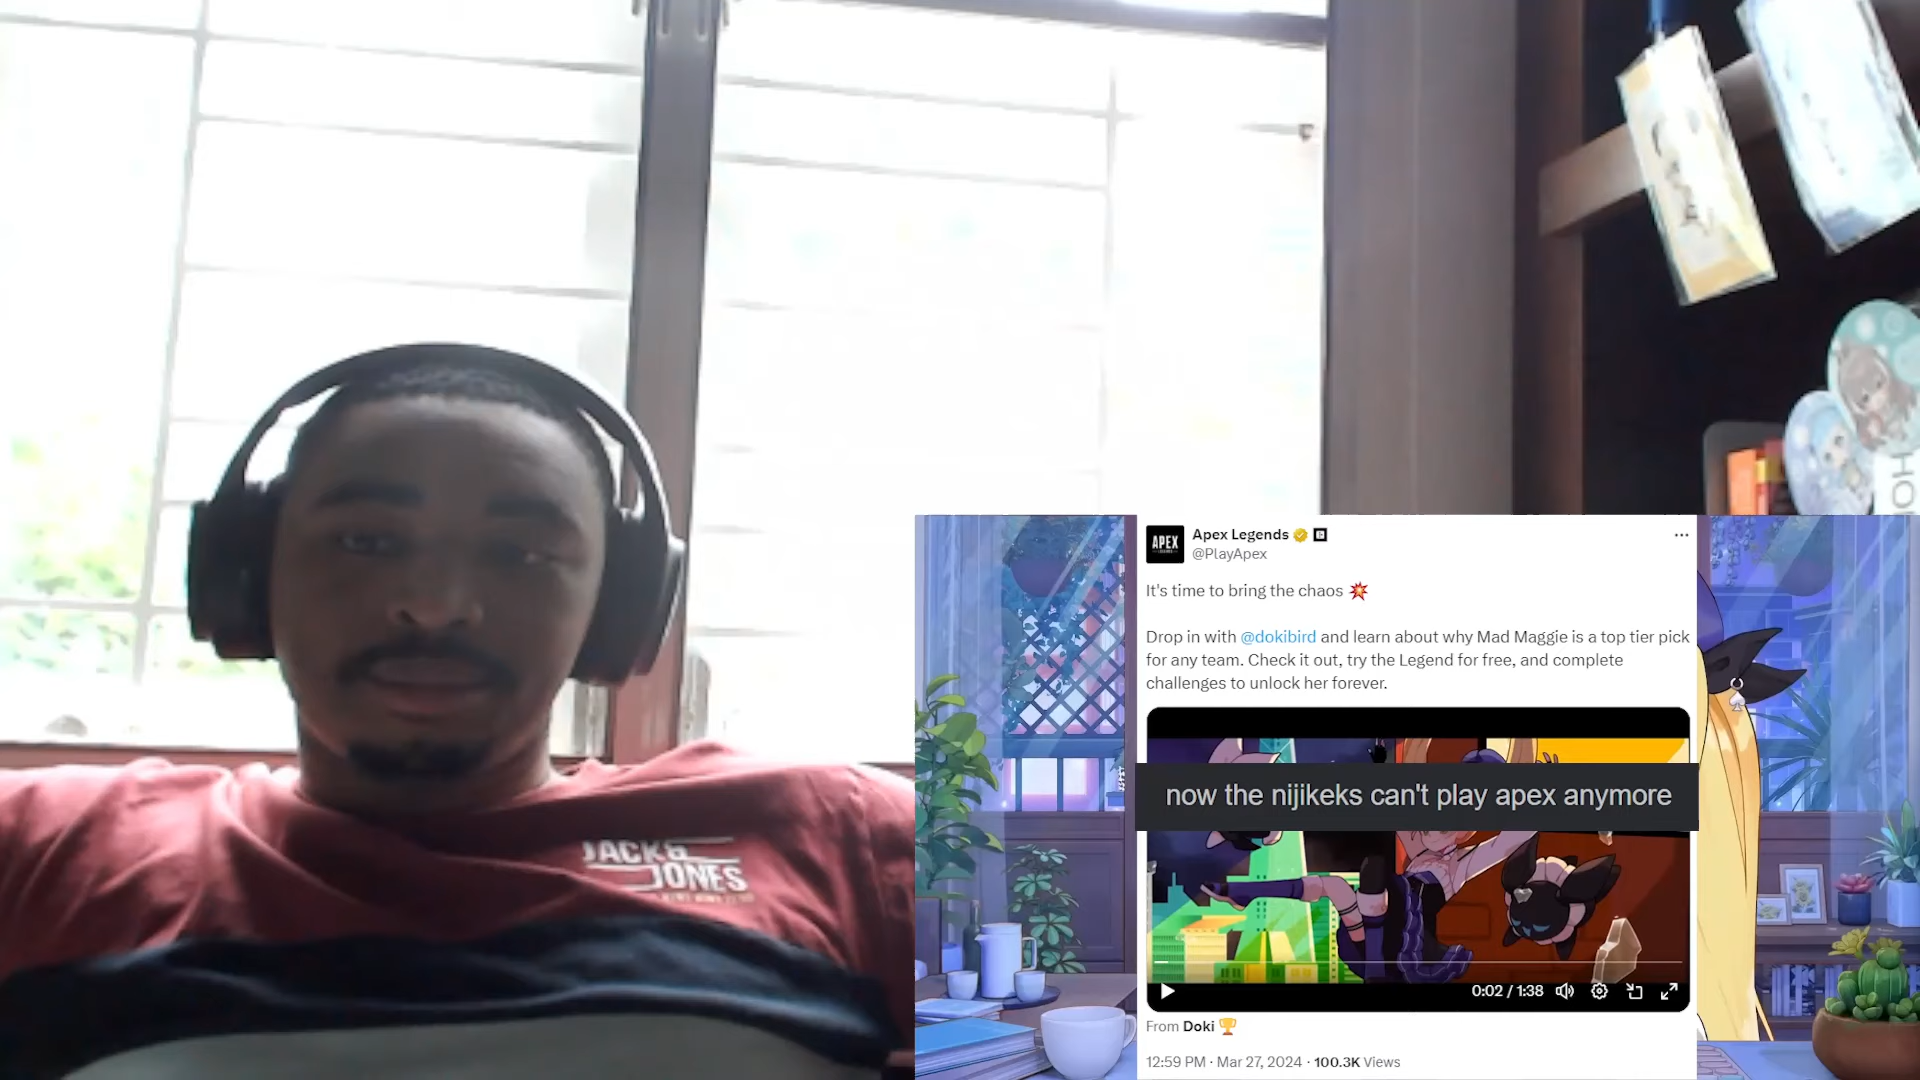 JACK&
JONES
APEX
Apex Legends
@PlayApex
It's time to bring the chaos 💥
Drop in with @dokibird and learn about why Mad Maggie is a top tier pick
for any team. Check it out, try the Legend for free, and complete
challenges to unlock her forever.
now the nijikeks can't play apex anymore
0:02 / 1:38
From Doki 🏆
12:59 PM · Mar 27, 2024 · 100.3K Views